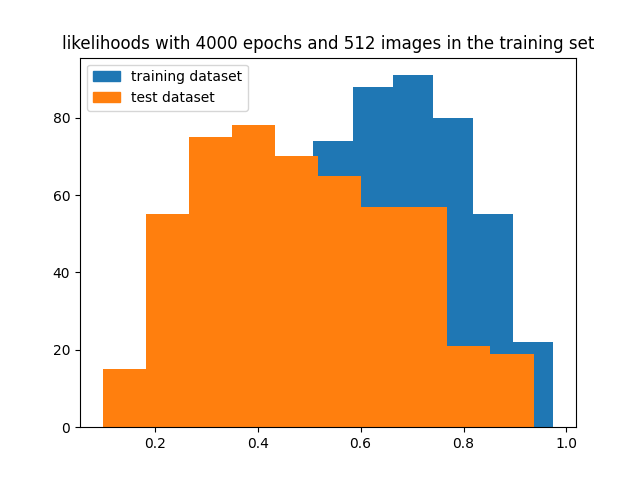 likelihoods with 4000 epochs and 512 images in the training set
training dataset
test dataset
80
60
40
20
0
0.2 0.4 0.6 0.8 1.0